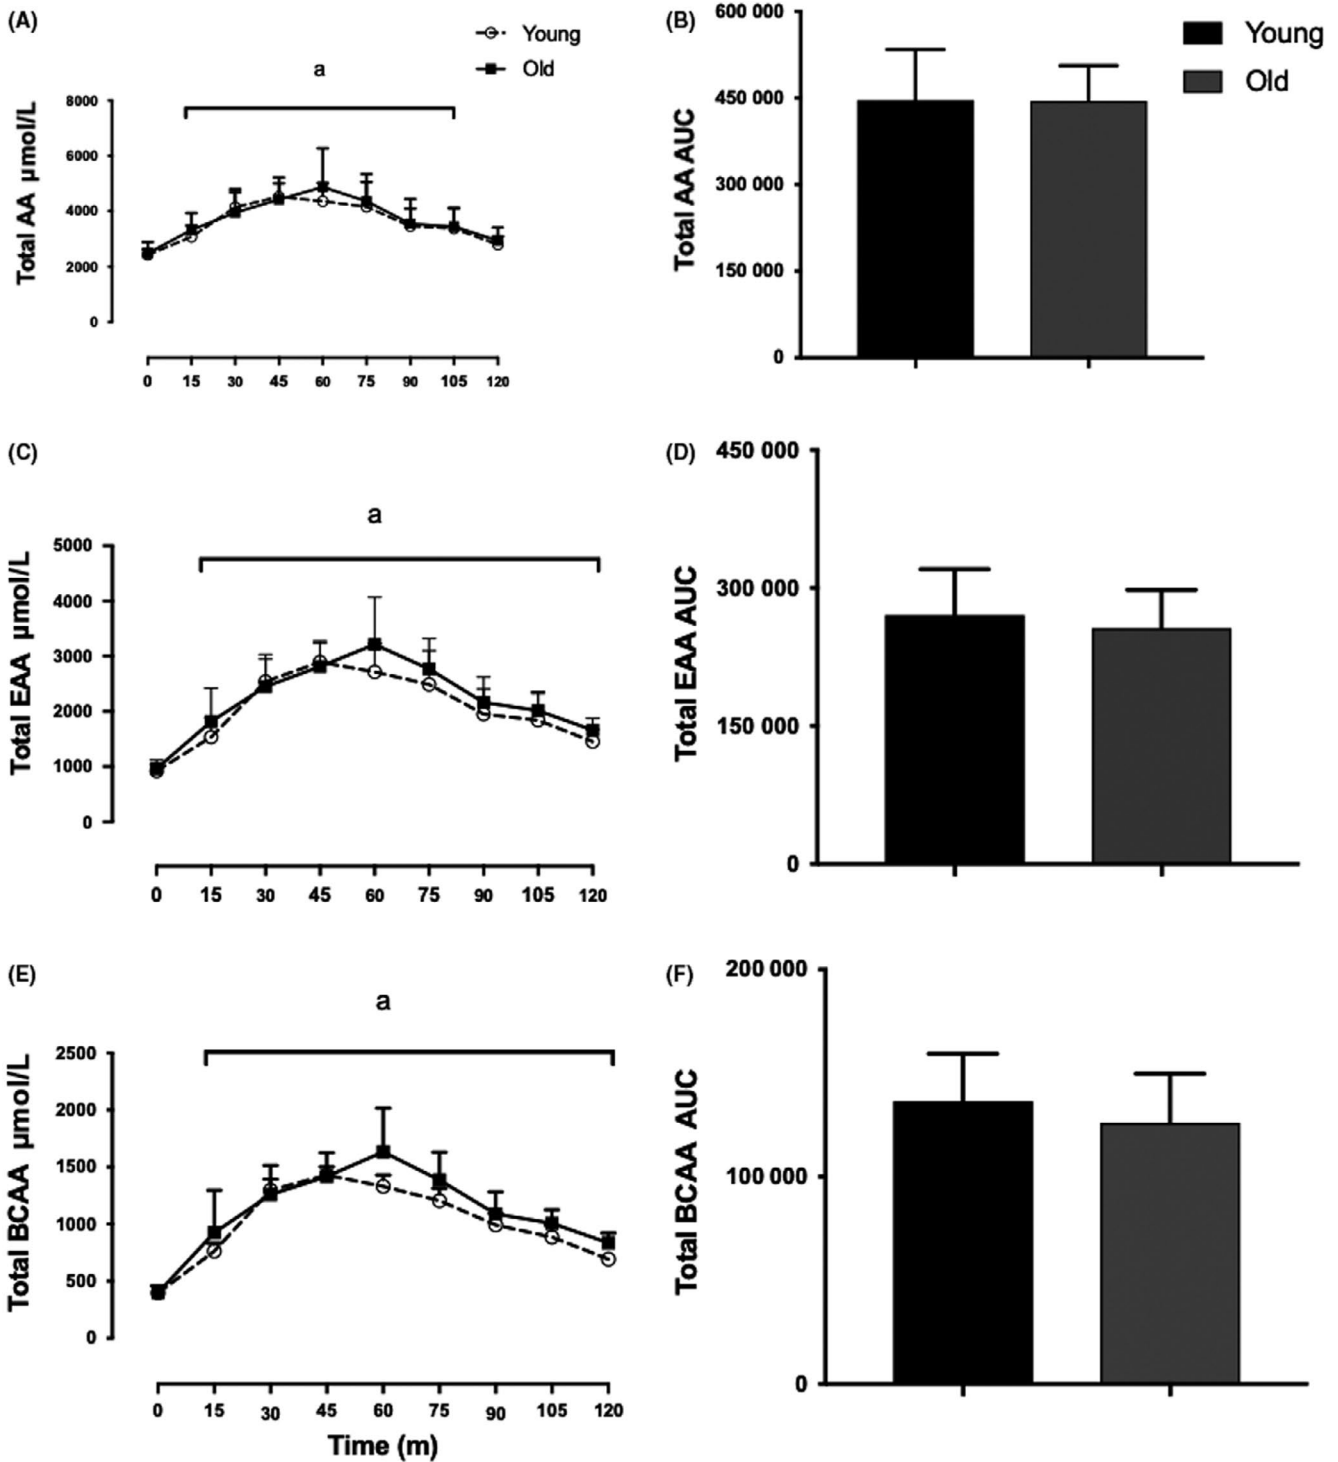 (A)
Young
Old
a
Total AA µmol/L
8000
6000
4000
2000
0
0 15 30 45 60 75 90 105 120
(B)
Young
Old
Total AA AUC
600 000
450 000
300 000
150 000
0
(C)
a
Total EAA µmol/L
5000
4000
3000
2000
1000
0
0 15 30 45 60 75 90 105 120
(D)
Total EAA AUC
450 000
300 000
150 000
0
(E)
a
Total BCAA µmol/L
2500
2000
1500
1000
500
0
0 15 30 45 60 75 90 105 120
Time (m)
(F)
Total BCAA AUC
200 000
100 000
0